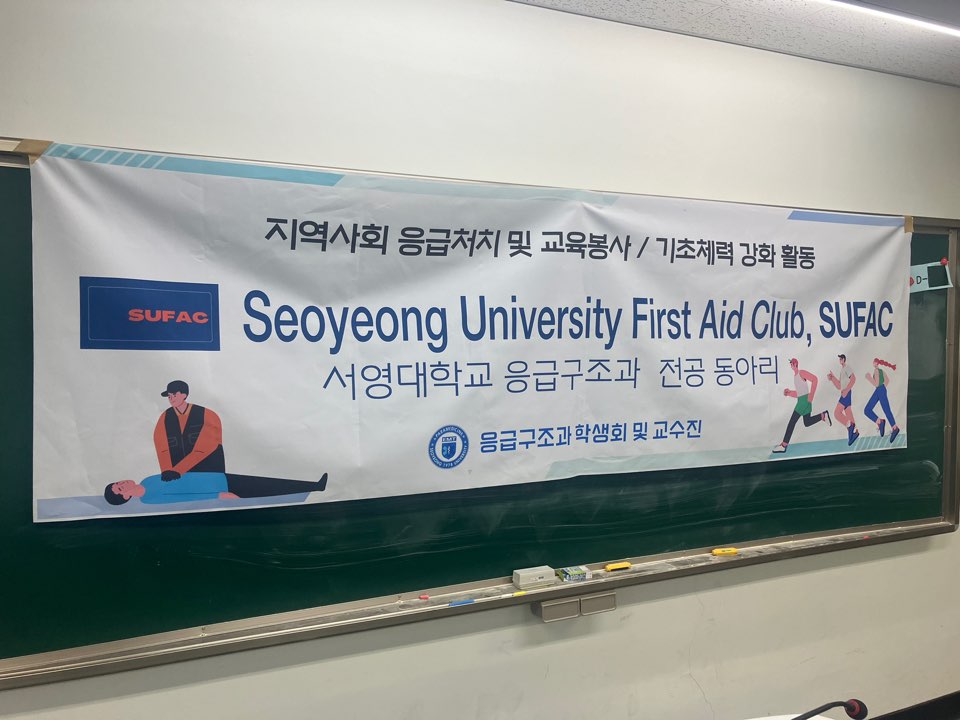 지역사회 응급처치 및 교육봉사 / 기초체력 강화 활동
SUFAC
Seoyeong University First Aid Club, SUFAC
서영대학교 응급구조과 전공 동아리
EMT
응급구조과 학생회 및 교수진
D-